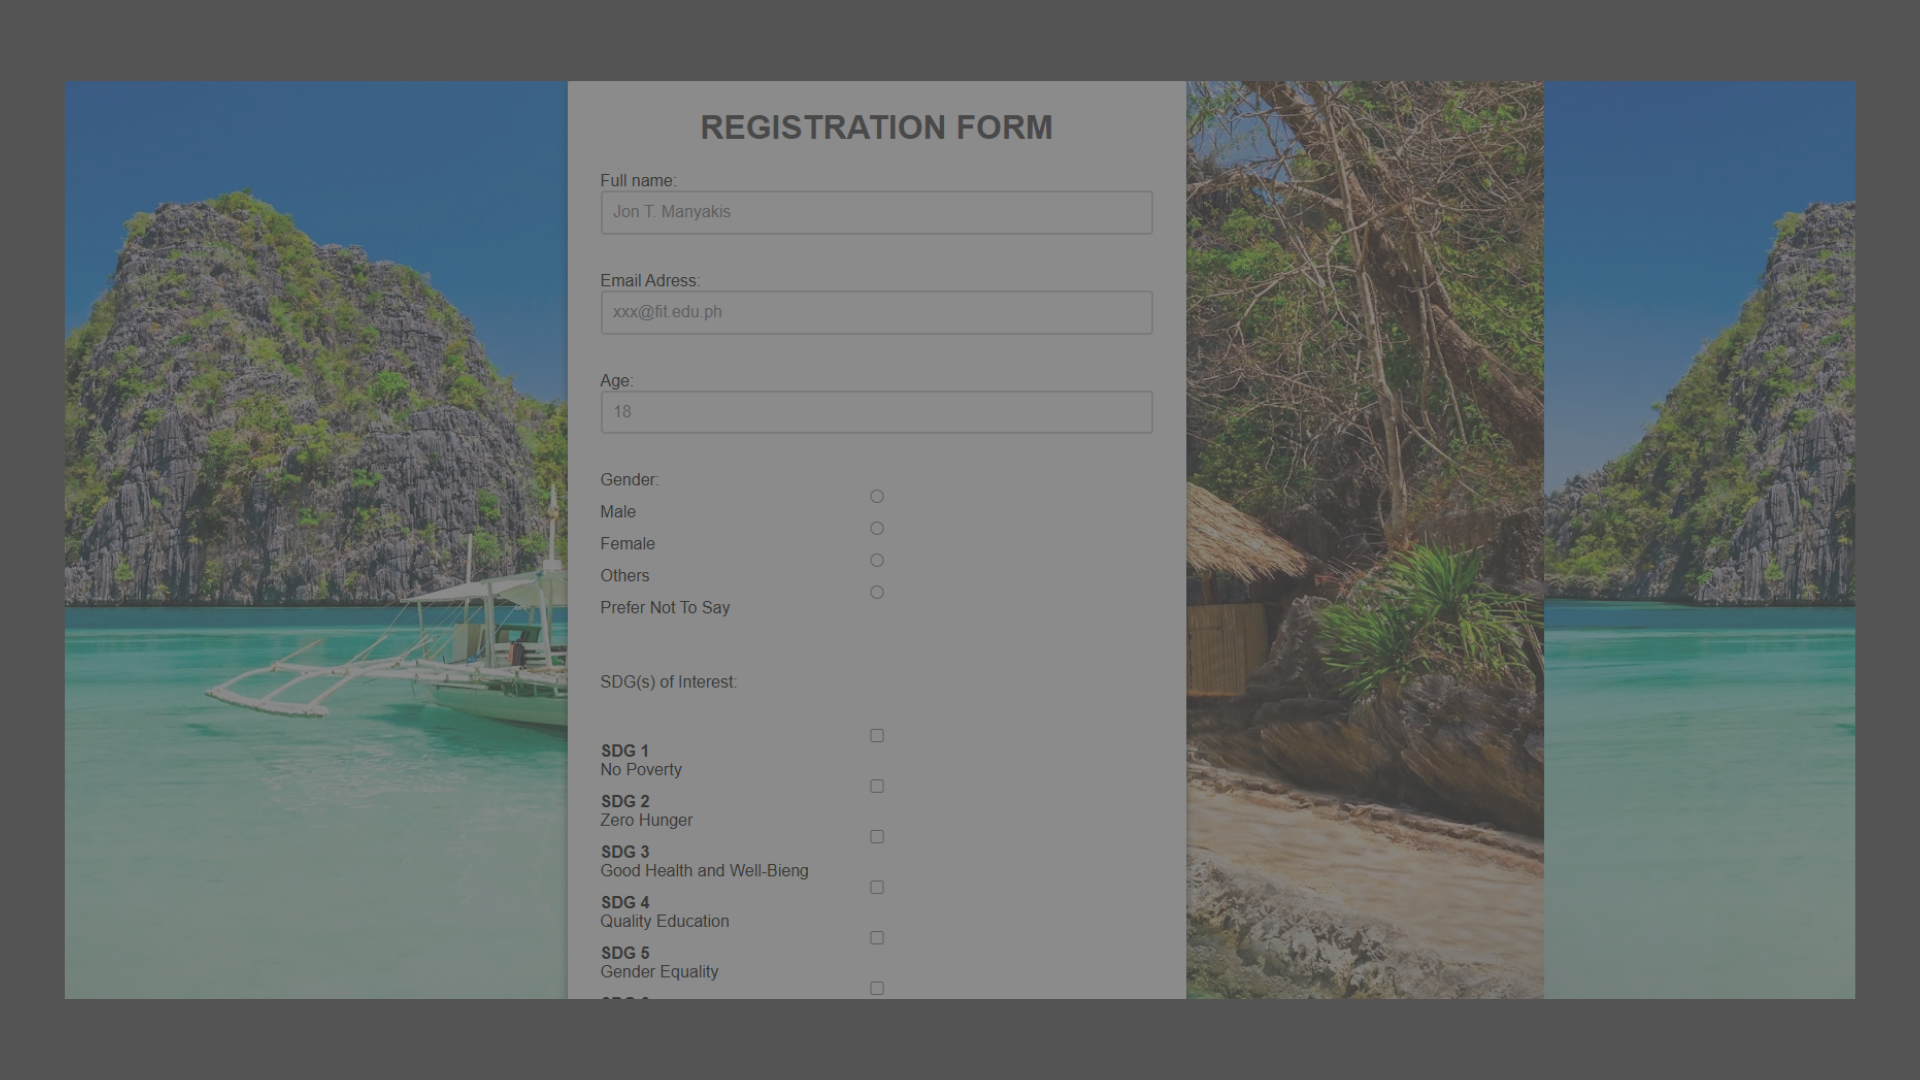 REGISTRATION FORM
Full name:
Jon T. Manyakis
Email Adress:
xxx@fit.edu.ph
Age:
18
Gender:
Male
Female
Others
Prefer Not To Say
SDG(s) of Interest:
SDG 1
No Poverty
SDG 2
Zero Hunger
SDG 3
Good Health and Well-Bieng
SDG 4
Quality Education
SDG 5
Gender Equality